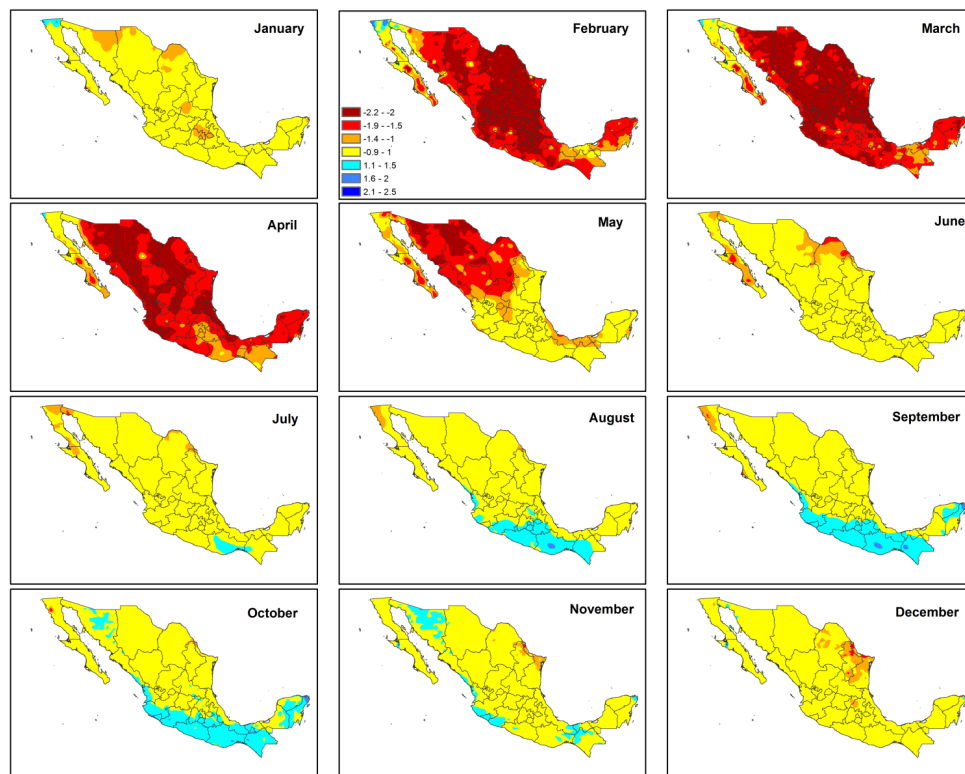 January
February
March
-2.2 - -2
-1.9 - -1.5
-1.4 - -1
-0.9 - 1
1.1 - 1.5
1.6 - 2
2.1 - 2.5
April
May
June
July
August
September
October
November
December